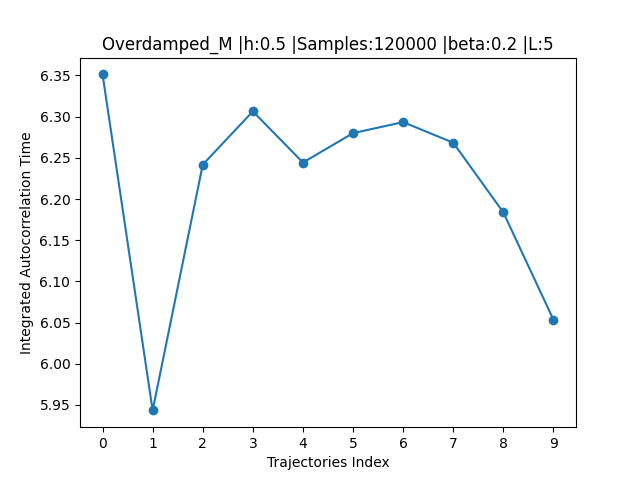 Overdamped_M |h:0.5 |Samples:120000 |beta:0.2 |L:5
Integrated Autocorrelation Time
6.35
6.30
6.25
6.20
6.15
6.10
6.05
6.00
5.95
0 1 2 3 4 5 6 7 8 9
Trajectories Index